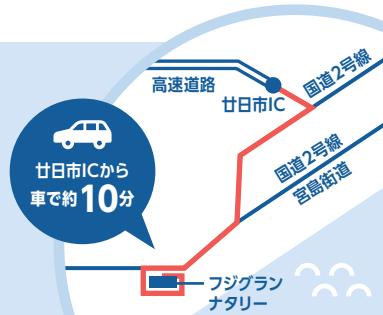 国道2号線
高速道路
廿日市IC
廿日市ICから
車で約10分
国道2号線
宮島街道
フジグラン
ナタリー